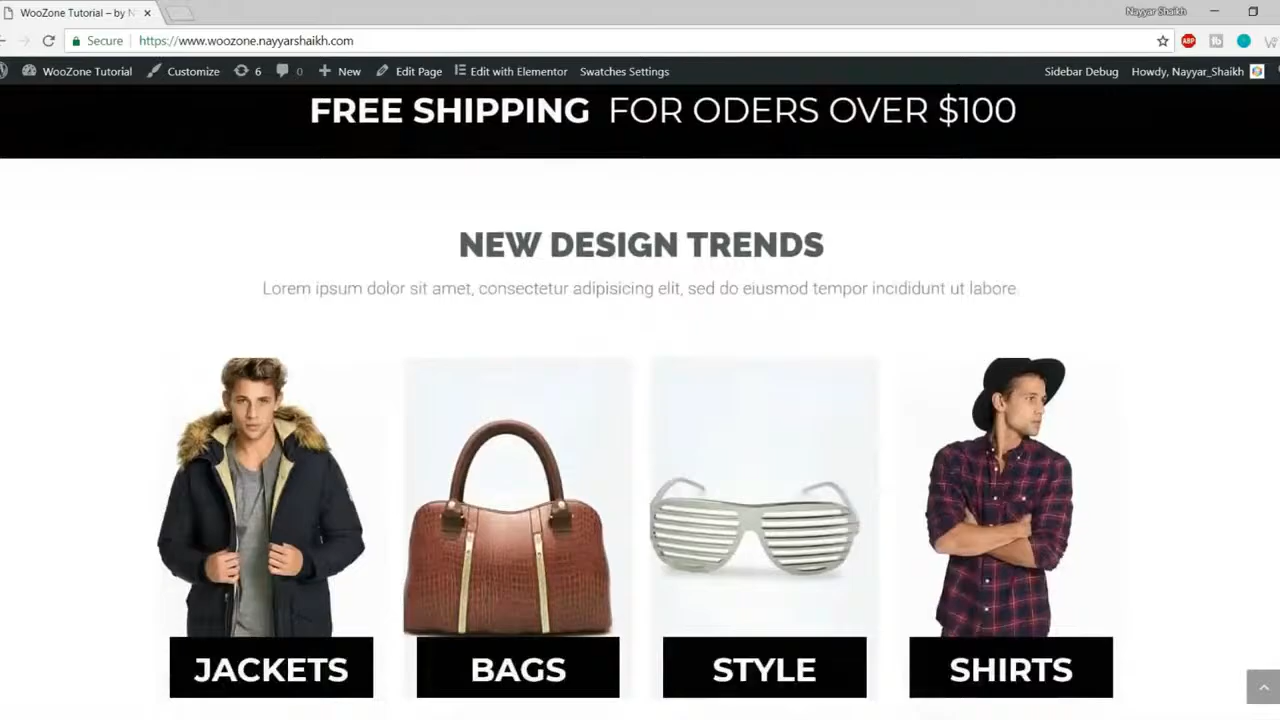 WooZone Tutorial – by N
Nayyar Shaikh
Secure https://www.woozone.nayyarshaikh.com
ABP
WooZone Tutorial Customize 6 0 New Edit Page Edit with Elementor Swatches Settings Sidebar Debug Howdy, Nayyar_Shaikh
FREE SHIPPING FOR ODERS OVER $100
NEW DESIGN TRENDS
Lorem ipsum dolor sit amet, consectetur adipisicing elit, sed do eiusmod tempor incididunt ut labore.
JACKETS BAGS STYLE SHIRTS